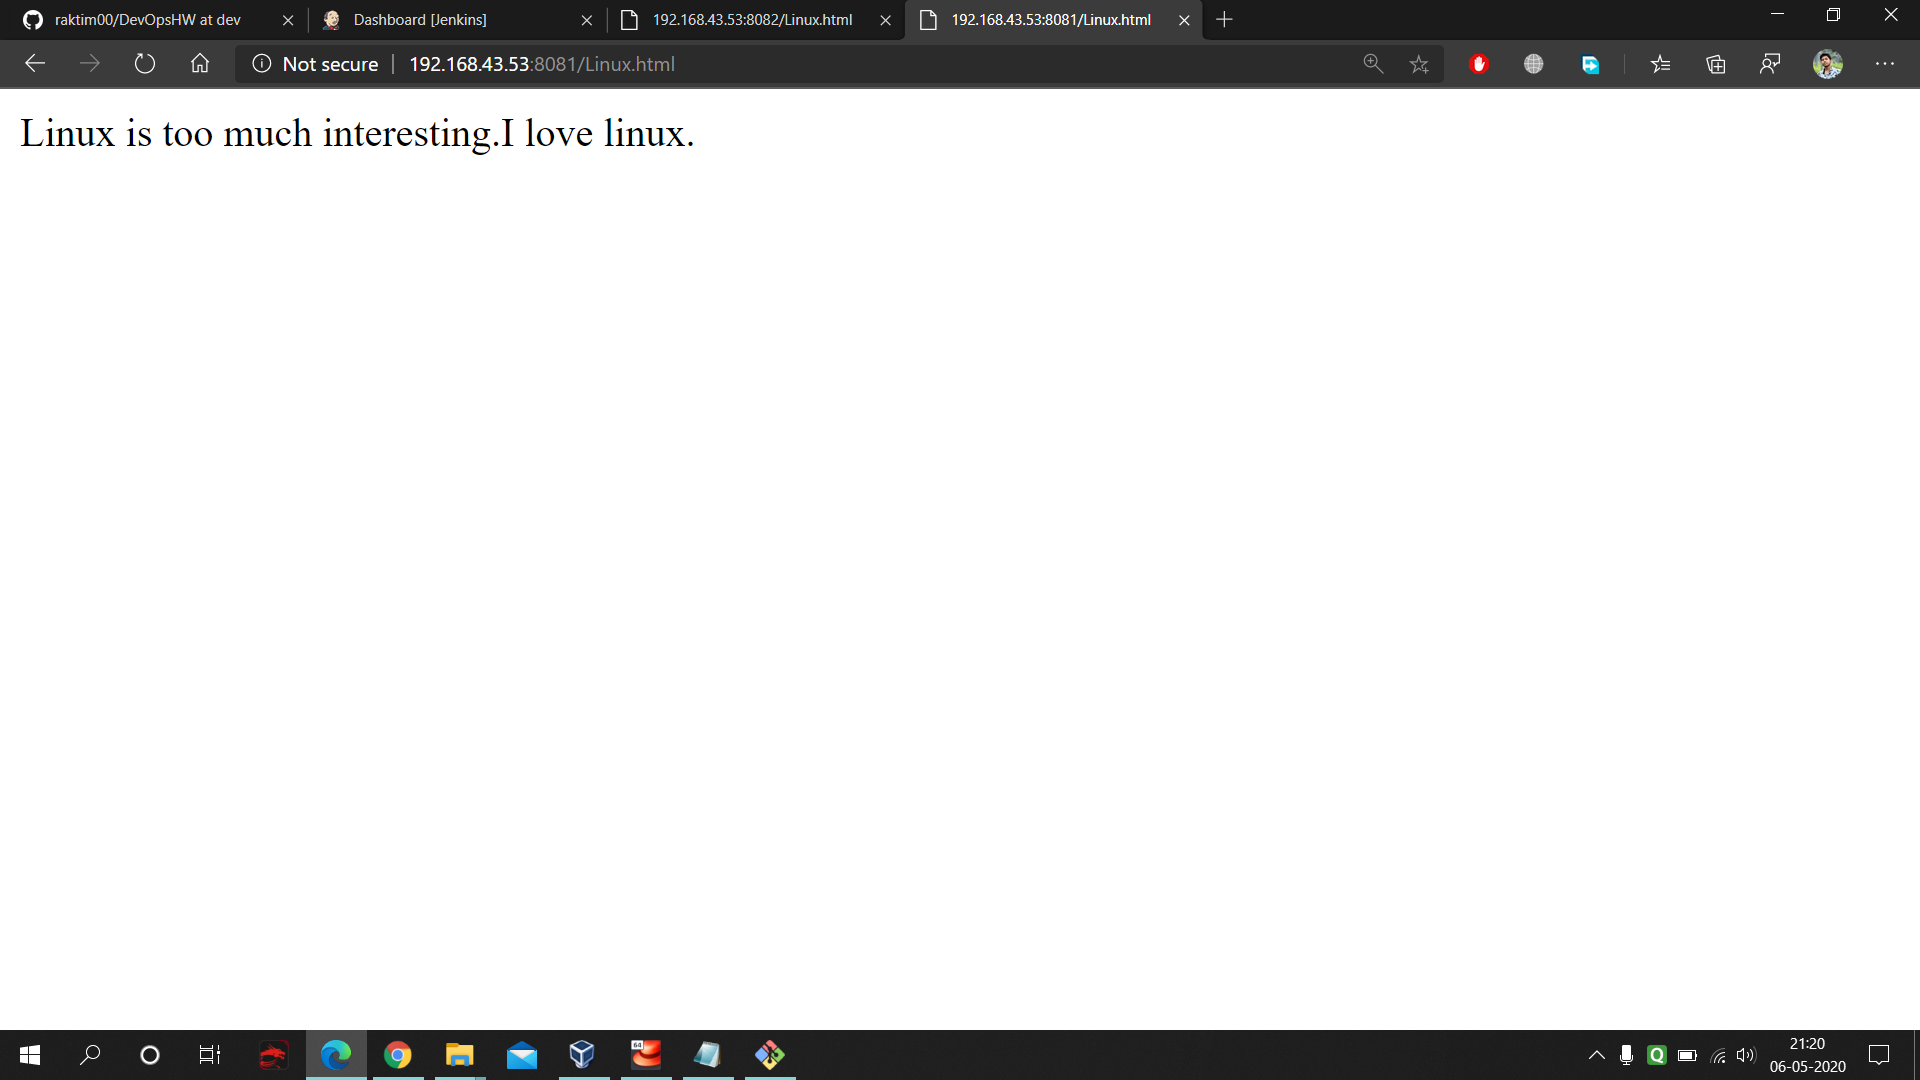 raktim00/DevOpsHW at dev
Dashboard [Jenkins]
192.168.43.53:8082/Linux.html
192.168.43.53:8081/Linux.html
Not secure
192.168.43.53:8081/Linux.html
Linux is too much interesting.I love linux.
64
Q
21:20
06-05-2020